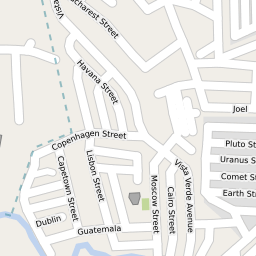 Bucharest Street
Visa
Havana Street
Joel
Copenhagen Street
Pluto St
Uranus S
Comet St
Earth St
Capetown Street
Lisbon Street
Vista Verde Avenue
Moscow Street
Cairo Street
Dublin
Guatemala